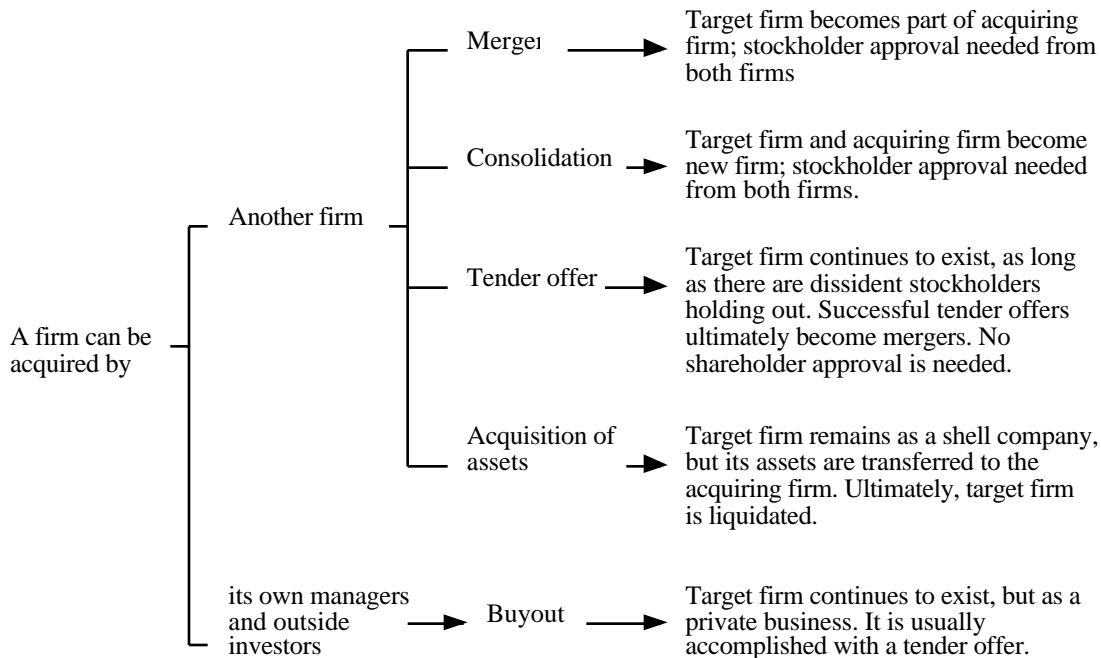 Merger
Target firm becomes part of acquiring
firm; stockholder approval needed from
both firms
Consolidation
Target firm and acquiring firm become
new firm; stockholder approval needed
from both firms.
Another firm
Tender offer
Target firm continues to exist, as long
as there are dissident stockholders
holding out. Successful tender offers
ultimately become mergers. No
shareholder approval is needed.
A firm can be
acquired by
Acquisition of
assets
Target firm remains as a shell company,
but its assets are transferred to the
acquiring firm. Ultimately, target firm
is liquidated.
its own managers
and outside
investors
Buyout
Target firm continues to exist, but as a
private business. It is usually
accomplished with a tender offer.